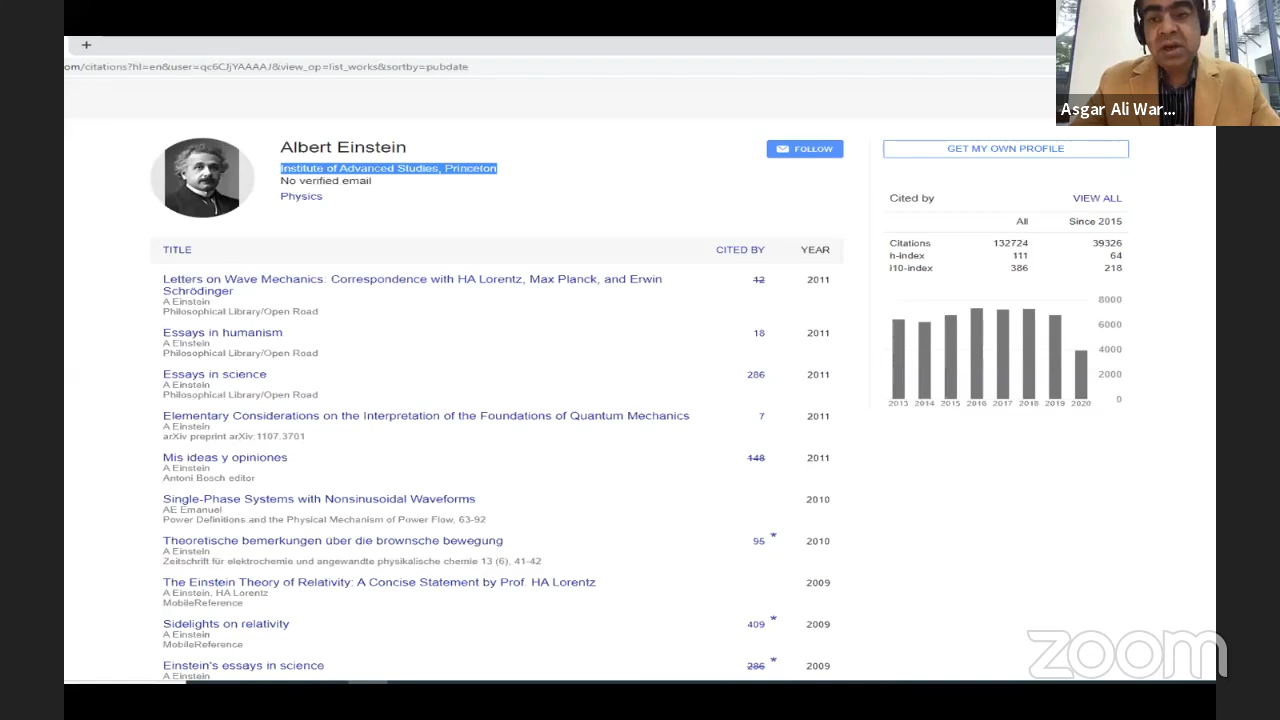 +
om/citations?hl=en&user=qc6CJjYAAAAJ&view_op=list_works&sortby=pubdate
Asgar Ali War...
Albert Einstein
Institute of Advanced Studies, Princeton
No verified email
Physics
FOLLOW
GET MY OWN PROFILE
Cited by VIEW ALL
All Since 2015
Citations 132724 39326
h-index 111 64
i10-index 386 218
8000
6000
4000
2000
0
2013 2014 2015 2016 2017 2018 2019 2020
TITLE CITED BY YEAR
Letters on Wave Mechanics: Correspondence with HA Lorentz, Max Planck, and Erwin 12 2011
Schrödinger
A Einstein
Philosophical Library/Open Road
Essays in humanism 18 2011
A Einstein
Philosophical Library/Open Road
Essays in science 286 2011
A Einstein
Philosophical Library/Open Road
Elementary Considerations on the Interpretation of the Foundations of Quantum Mechanics 7 2011
A Einstein
arXiv preprint arXiv:1107.3701
Mis ideas y opiniones 148 2011
A Einstein
Antoni Bosch editor
Single-Phase Systems with Nonsinusoidal Waveforms 2010
AE Emanuel
Power Definitions and the Physical Mechanism of Power Flow, 63-92
Theoretische bemerkungen über die brownsche bewegung 95 * 2010
A Einstein
Zeitschrift für elektrochemie und angewandte physikalische chemie 13 (6), 41-42
The Einstein Theory of Relativity: A Concise Statement by Prof. HA Lorentz 2009
A Einstein, HA Lorentz
MobileReference
Sidelights on relativity 409 * 2009
A Einstein
MobileReference
Einstein's essays in science 286 * 2009
A Einstein
zoom